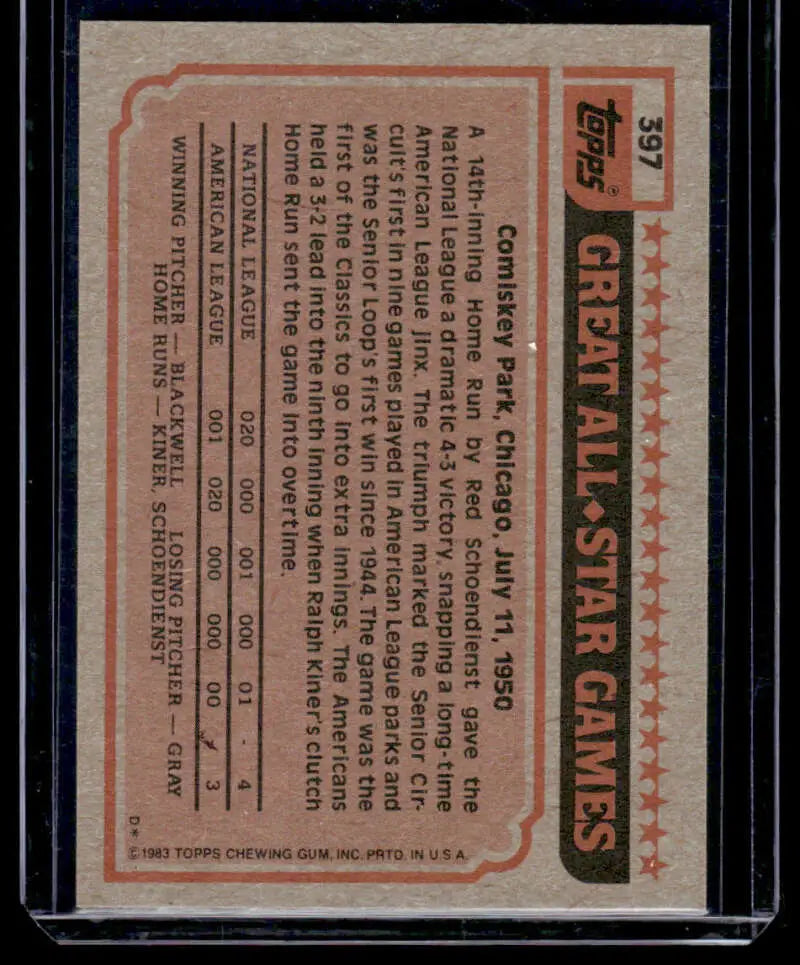 397
topps®
GREAT ALL◆STAR GAMES
Comiskey Park, Chicago, July 11, 1950
A 14th-inning Home Run by Red Schoendienst gave the
National League a dramatic 4-3 victory, snapping a long-time
American League jinx. The triumph marked the Senior Cir-
cuit's first in nine games played in American League parks and
was the Senior Loop's first win since 1944. The game was the
first of the Classics to go into extra innings. The Americans
held a 3-2 lead into the ninth inning when Ralph Kiner's clutch
Home Run sent the game into overtime.
NATIONAL LEAGUE 020 000 001 000 01 - 4
AMERICAN LEAGUE 001 020 000 000 00 - 3
WINNING PITCHER — BLACKWELL LOSING PITCHER — GRAY
HOME RUNS — KINER, SCHOENDIENST
D*
©1983 TOPPS CHEWING GUM, INC. PRTD. IN U.S.A.